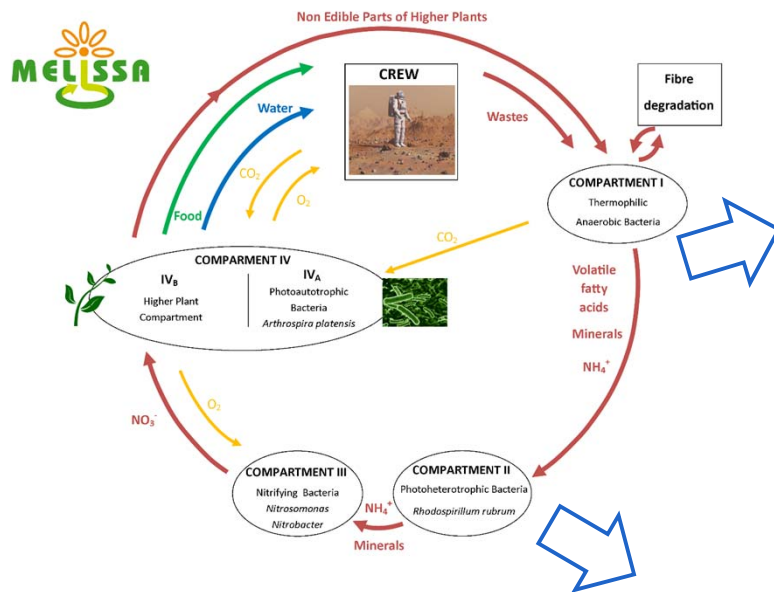 Non Edible Parts of Higher Plants
MELISSA
CREW
Fibre
degradation
Water
Wastes
CO2
O2
Food
COMPARTMENT I
Thermophilic
Anaerobic Bacteria
CO2
COMPARMENT IV
IVB
Higher Plant
Compartment
IVA
Photoautotrophic
Bacteria
Arthrospira platensis
Volatile
fatty
acids
Minerals
NH4+
O2
NO3-
COMPARTMENT III
Nitrifying Bacteria
Nitrosomonas
Nitrobacter
NH4+
Minerals
COMPARTMENT II
Photoheterotrophic Bacteria
Rhodospirillum rubrum